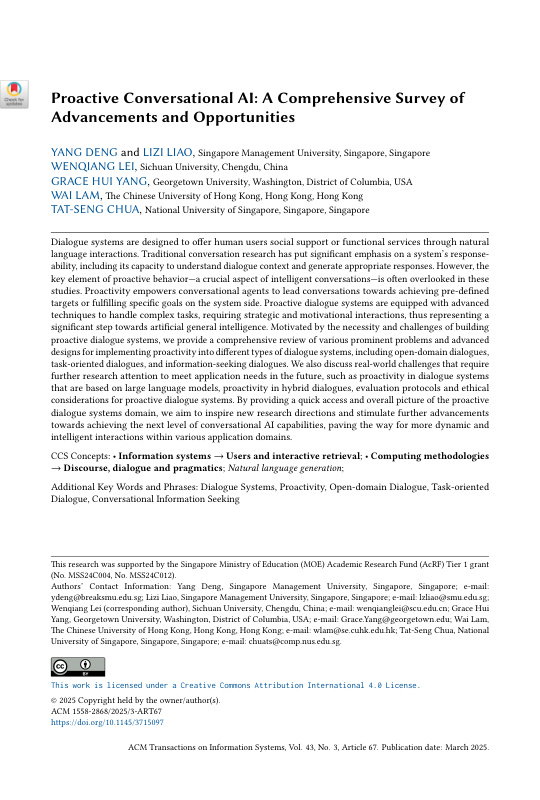 Check for
updates
Proactive Conversational AI: A Comprehensive Survey of
Advancements and Opportunities
YANG DENG and LIZI LIAO, Singapore Management University, Singapore, Singapore
WENQIANG LEI, Sichuan University, Chengdu, China
GRACE HUI YANG, Georgetown University, Washington, District of Columbia, USA
WAI LAM, The Chinese University of Hong Kong, Hong Kong, Hong Kong
TAT-SENG CHUA, National University of Singapore, Singapore, Singapore
Dialogue systems are designed to offer human users social support or functional services through natural
language interactions. Traditional conversation research has put significant emphasis on a system's response-
ability, including its capacity to understand dialogue context and generate appropriate responses. However, the
key element of proactive behavior—a crucial aspect of intelligent conversations—is often overlooked in these
studies. Proactivity empowers conversational agents to lead conversations towards achieving pre-defined
targets or fulfilling specific goals on the system side. Proactive dialogue systems are equipped with advanced
techniques to handle complex tasks, requiring strategic and motivational interactions, thus representing a
significant step towards artificial general intelligence. Motivated by the necessity and challenges of building
proactive dialogue systems, we provide a comprehensive review of various prominent problems and advanced
designs for implementing proactivity into different types of dialogue systems, including open-domain dialogues,
task-oriented dialogues, and information-seeking dialogues. We also discuss real-world challenges that require
further research attention to meet application needs in the future, such as proactivity in dialogue systems
that are based on large language models, proactivity in hybrid dialogues, evaluation protocols and ethical
considerations for proactive dialogue systems. By providing a quick access and overall picture of the proactive
dialogue systems domain, we aim to inspire new research directions and stimulate further advancements
towards achieving the next level of conversational AI capabilities, paving the way for more dynamic and
intelligent interactions within various application domains.
CCS Concepts: • Information systems → Users and interactive retrieval; • Computing methodologies
→ Discourse, dialogue and pragmatics; Natural language generation;
Additional Key Words and Phrases: Dialogue Systems, Proactivity, Open-domain Dialogue, Task-oriented
Dialogue, Conversational Information Seeking
This research was supported by the Singapore Ministry of Education (MOE) Academic Research Fund (AcRF) Tier 1 grant
(No. MSS24C004, No. MSS24C012).
Authors' Contact Information: Yang Deng, Singapore Management University, Singapore, Singapore; e-mail:
ydeng@breaksmu.edu.sg; Lizi Liao, Singapore Management University, Singapore, Singapore; e-mail: lzliao@smu.edu.sg;
Wenqiang Lei (corresponding author), Sichuan University, Chengdu, China; e-mail: wenqianglei@scu.edu.cn; Grace Hui
Yang, Georgetown University, Washington, District of Columbia, USA; e-mail: Grace.Yang@georgetown.edu; Wai Lam,
The Chinese University of Hong Kong, Hong Kong, Hong Kong; e-mail: wlam@se.cuhk.edu.hk; Tat-Seng Chua, National
University of Singapore, Singapore, Singapore; e-mail: chuats@comp.nus.edu.sg.
cc BY
This work is licensed under a Creative Commons Attribution International 4.0 License.
© 2025 Copyright held by the owner/author(s).
ACM 1558-2868/2025/3-ART67
https://doi.org/10.1145/3715097
ACM Transactions on Information Systems, Vol. 43, No. 3, Article 67. Publication date: March 2025.